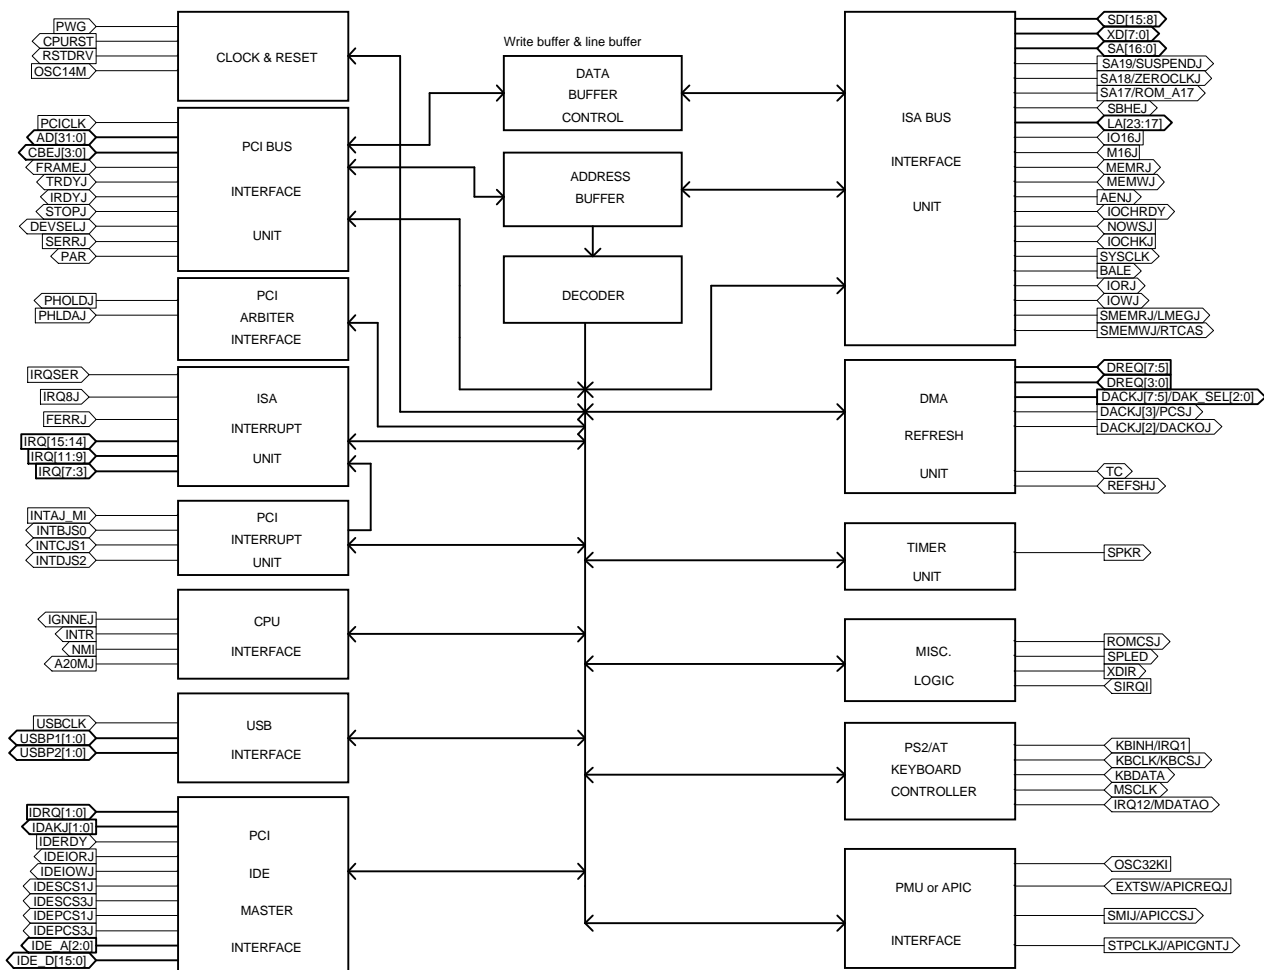 PWG
CPURST
RSTDRV
OSC14M
CLOCK & RESET
PCICLK
AD[31:0]
CBEJ[3:0]
FRAMEJ
TRDYJ
IRDYJ
STOPJ
DEVSELJ
SERRJ
PAR
PCI BUS
INTERFACE
UNIT
PHOLDJ
PHLDAJ
PCI
ARBITER
INTERFACE
IRQSER
IRQ8J
FERRJ
IRQ[15:14]
IRQ[11:9]
IRQ[7:3]
ISA
INTERRUPT
UNIT
INTAJ_MI
INTBJS0
INTCJS1
INTDJS2
PCI
INTERRUPT
UNIT
IGNNEJ
INTR
NMI
A20MJ
CPU
INTERFACE
USBCLK
USBP1[1:0]
USBP2[1:0]
USB
INTERFACE
IDRQ[1:0]
IDAKJ[1:0]
IDERDY
IDEIORJ
IDEIOWJ
IDESCS1J
IDESCS3J
IDEPCS1J
IDEPCS3J
IDE_A[2:0]
IDE_D[15:0]
PCI
IDE
MASTER
INTERFACE
Write buffer & line buffer
DATA
BUFFER
CONTROL
ADDRESS
BUFFER
DECODER
ISA BUS
INTERFACE
UNIT
SD[15:8]
XD[7:0]
SA[16:0]
SA19/SUSPENDJ
SA18/ZEROCLKJ
SA17/ROM_A17
SBHEJ
LA[23:17]
IO16J
M16J
MEMRJ
MEMWJ
AENJ
IOCHRDY
NOWSJ
IOCHKJ
SYSCLK
BALE
IORJ
IOWJ
SMEMRJ/LMEGJ
SMEMWJ/RTCAS
DMA
REFRESH
UNIT
DREQ[7:5]
DREQ[3:0]
DACKJ[7:5]/DAK_SEL[2:0]
DACKJ[3]/PCSJ
DACKJ[2]/DACKOJ
TC
REFSHJ
TIMER
UNIT
SPKR
MISC.
LOGIC
ROMCSJ
SPLED
XDIR
SIRQI
PS2/AT
KEYBOARD
CONTROLLER
KBINH/IRQ1
KBCLK/KBCSJ
KBDATA
MSCLK
IRQ12/MDATAO
PMU or APIC
INTERFACE
OSC32KI
EXTSW/APICREQJ
SMIJ/APICCSJ
STPCLKJ/APICGNTJ